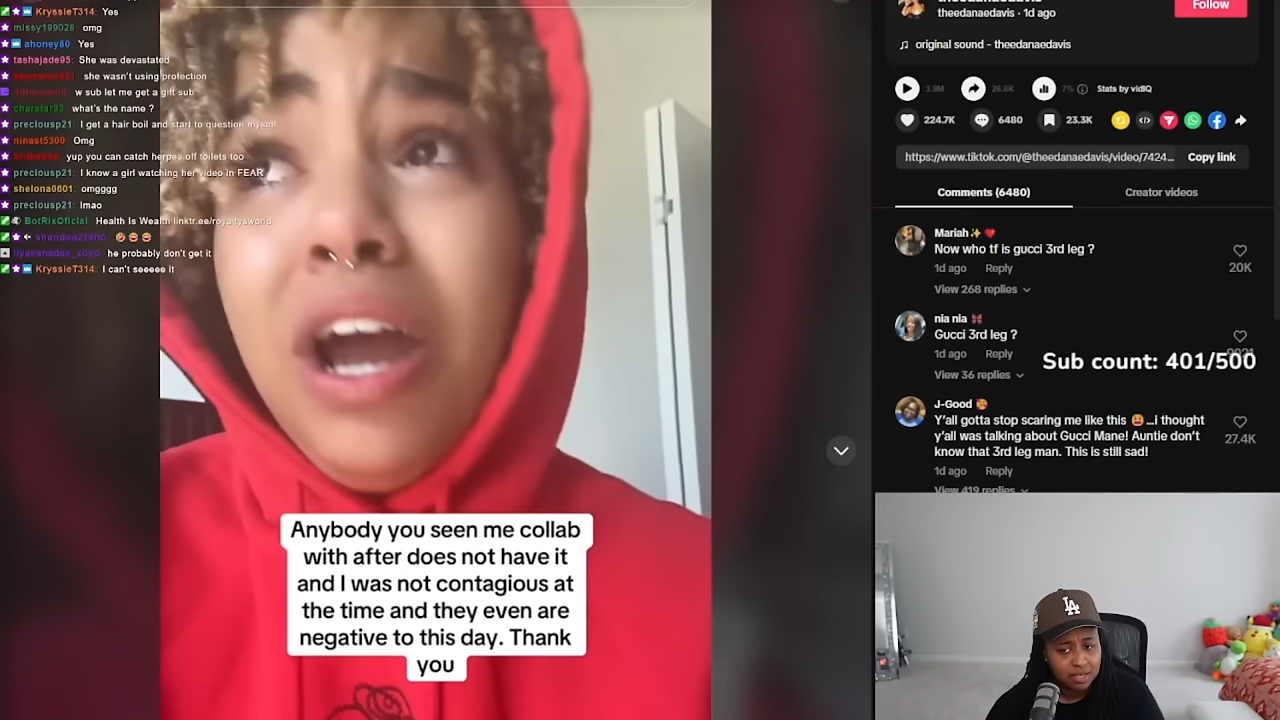 KryssieT314: Yes
missy199026 omg
ahoney80: Yes
tashajade95: She was devastated
she wasn't using protection
w sub let me get a gift sub
charstar93: what's the name ?
preciousp21: I get a hair boil and start to question myself
ninast5300: Omg
yup you can catch herpes off toilets too
preciousp21: I know a girl watching her video in FEAR
shelona0601: omgggg
preciousp21: lmao
BotRixOficial: Health Is Wealth linktr.ee/royaltysworld
he probably don't get it
KryssieT314: I can't seeeee it
Anybody you seen me collab
with after does not have it
and I was not contagious at
the time and they even are
negative to this day. Thank
you
theedanaedavis · 1d ago
Follow
original sound - theedanaedavis
Stats by vidIQ
224.7K 6480 23.3K
https://www.tiktok.com/@theedanaedavis/video/7424... Copy link
Comments (6480) Creator videos
Mariah
Now who tf is gucci 3rd leg ?
1d ago Reply
20K
View 268 replies
nia nia
Gucci 3rd leg ?
1d ago Reply
View 36 replies
Sub count: 401/500
J-Good
Y'all gotta stop scaring me like this ...i thought
y'all was talking about Gucci Mane! Auntie don't
know that 3rd leg man. This is still sad!
27.4K
1d ago Reply
View 419 replies
LA